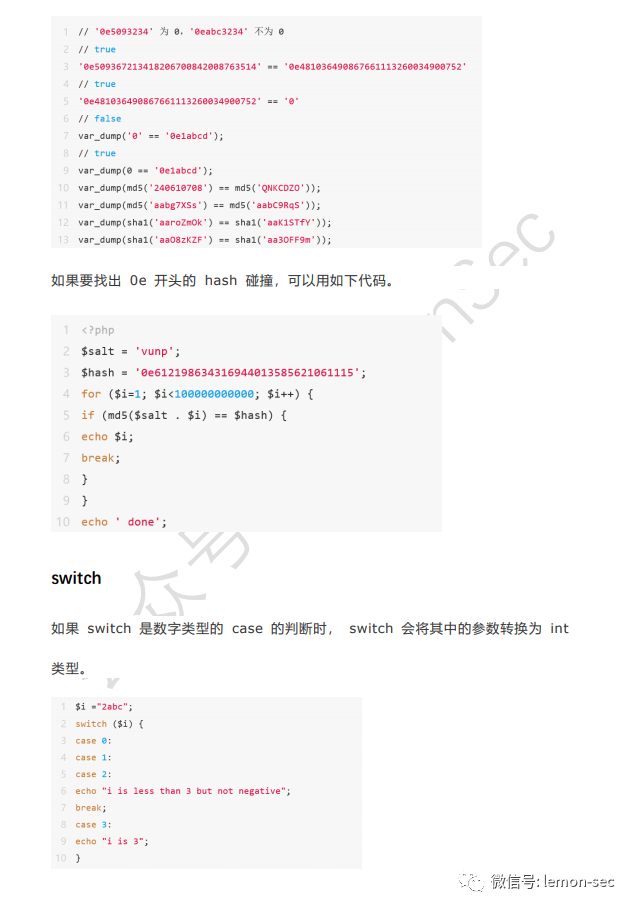 1 // '0e5093234' 为 0，'0eabc3234' 不为 0
2 // true
3 '0e509367213418206700842008763514' == '0e481036490867661113260034900752'
4 // true
5 '0e481036490867661113260034900752' == '0'
6 // false
7 var_dump('0' == '0e1abcd');
8 // true
9 var_dump(0 == '0e1abcd');
10 var_dump(md5('240610708') == md5('QNKCDZO'));
11 var_dump(md5('aabg7XSs') == md5('aabC9RqS'));
12 var_dump(sha1('aaroZmOk') == sha1('aaK1STfY'));
13 var_dump(sha1('aaO8zKZF') == sha1('aa3OFF9m'));
如果要找出 0e 开头的 hash 碰撞，可以用如下代码。
1 <?php
2 $salt = 'vunp';
3 $hash = '0e612198634316944013585621061115';
4 for ($i=1; $i<100000000000; $i++) {
5 if (md5($salt . $i) == $hash) {
6 echo $i;
7 break;
8 }
9 }
10 echo ' done';
switch
如果 switch 是数字类型的 case 的判断时， switch 会将其中的参数转换为 int
类型。
1 $i ="2abc";
2 switch ($i) {
3 case 0:
4 case 1:
5 case 2:
6 echo "i is less than 3 but not negative";
7 break;
8 case 3:
9 echo "i is 3";
10 }
微信号: lemon-sec